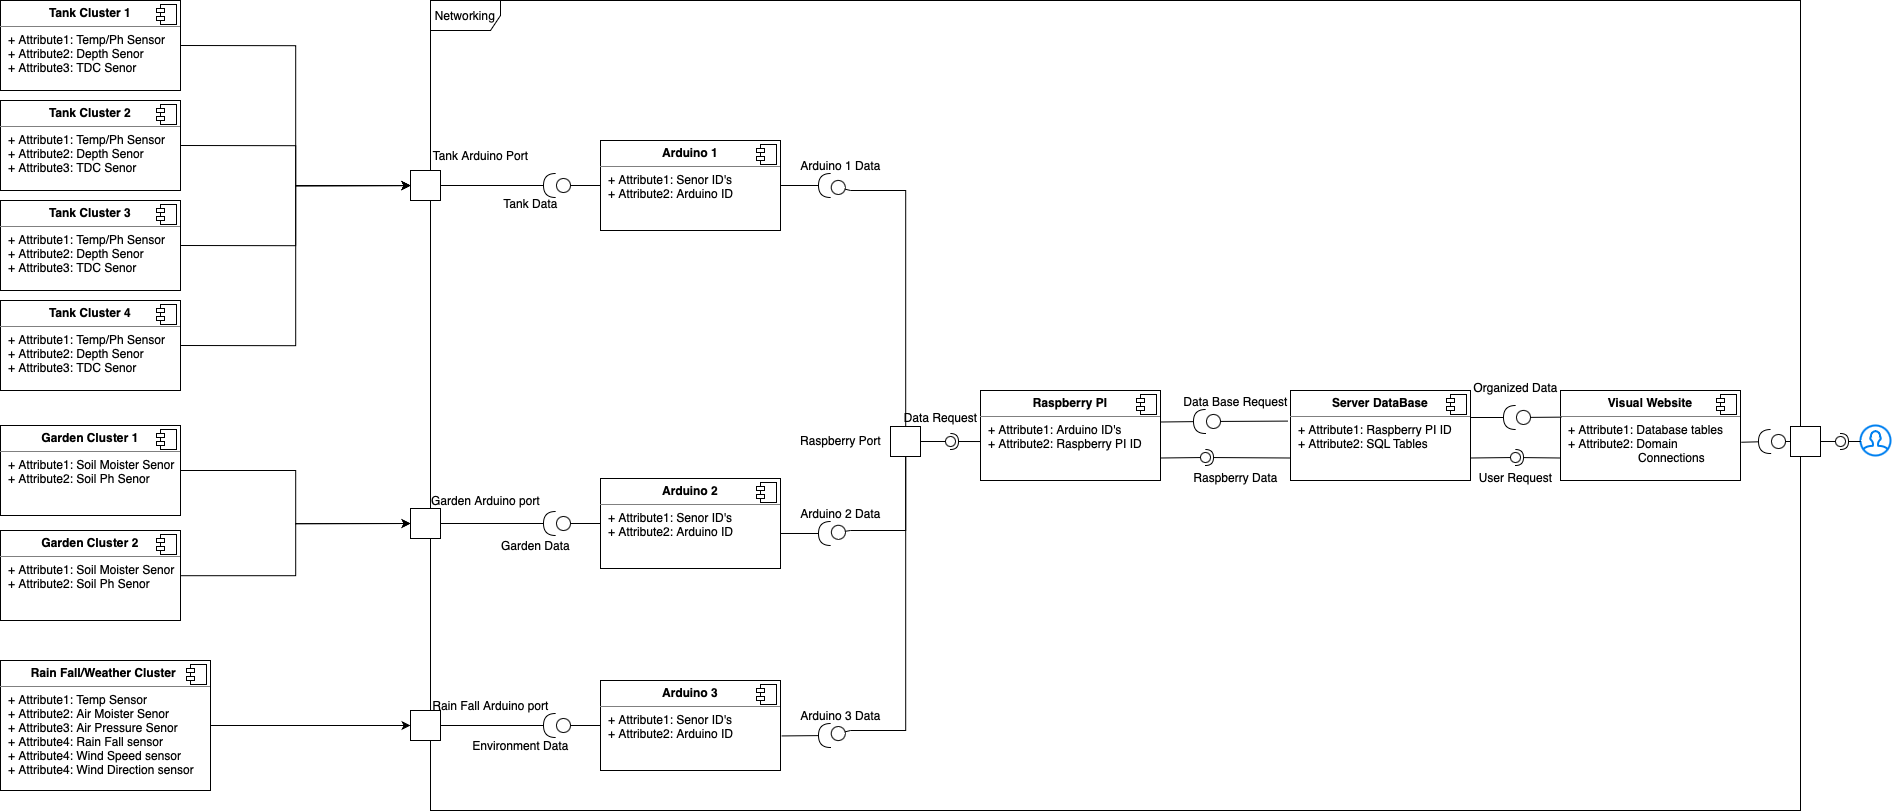 Tank Cluster 1
+ Attribute1: Temp/Ph Sensor
+ Attribute2: Depth Senor
+ Attribute3: TDC Senor
Tank Cluster 2
+ Attribute1: Temp/Ph Sensor
+ Attribute2: Depth Senor
+ Attribute3: TDC Senor
Tank Cluster 3
+ Attribute1: Temp/Ph Sensor
+ Attribute2: Depth Senor
+ Attribute3: TDC Senor
Tank Cluster 4
+ Attribute1: Temp/Ph Sensor
+ Attribute2: Depth Senor
+ Attribute3: TDC Senor
Garden Cluster 1
+ Attribute1: Soil Moister Senor
+ Attribute2: Soil Ph Senor
Garden Cluster 2
+ Attribute1: Soil Moister Senor
+ Attribute2: Soil Ph Senor
Rain Fall/Weather Cluster
+ Attribute1: Temp Sensor
+ Attribute2: Air Moister Senor
+ Attribute3: Air Pressure Senor
+ Attribute4: Rain Fall sensor
+ Attribute4: Wind Speed sensor
+ Attribute4: Wind Direction sensor
Networking
Tank Arduino Port
Tank Data
Arduino 1
+ Attribute1: Senor ID's
+ Attribute2: Arduino ID
Arduino 1 Data
Garden Arduino port
Garden Data
Arduino 2
+ Attribute1: Senor ID's
+ Attribute2: Arduino ID
Arduino 2 Data
Rain Fall Arduino port
Environment Data
Arduino 3
+ Attribute1: Senor ID's
+ Attribute2: Arduino ID
Arduino 3 Data
Raspberry Port
Data Request
Raspberry PI
+ Attribute1: Arduino ID's
+ Attribute2: Raspberry PI ID
Data Base Request
Raspberry Data
Server DataBase
+ Attribute1: Raspberry PI ID
+ Attribute2: SQL Tables
Organized Data
User Request
Visual Website
+ Attribute1: Database tables
+ Attribute2: Domain
Connections